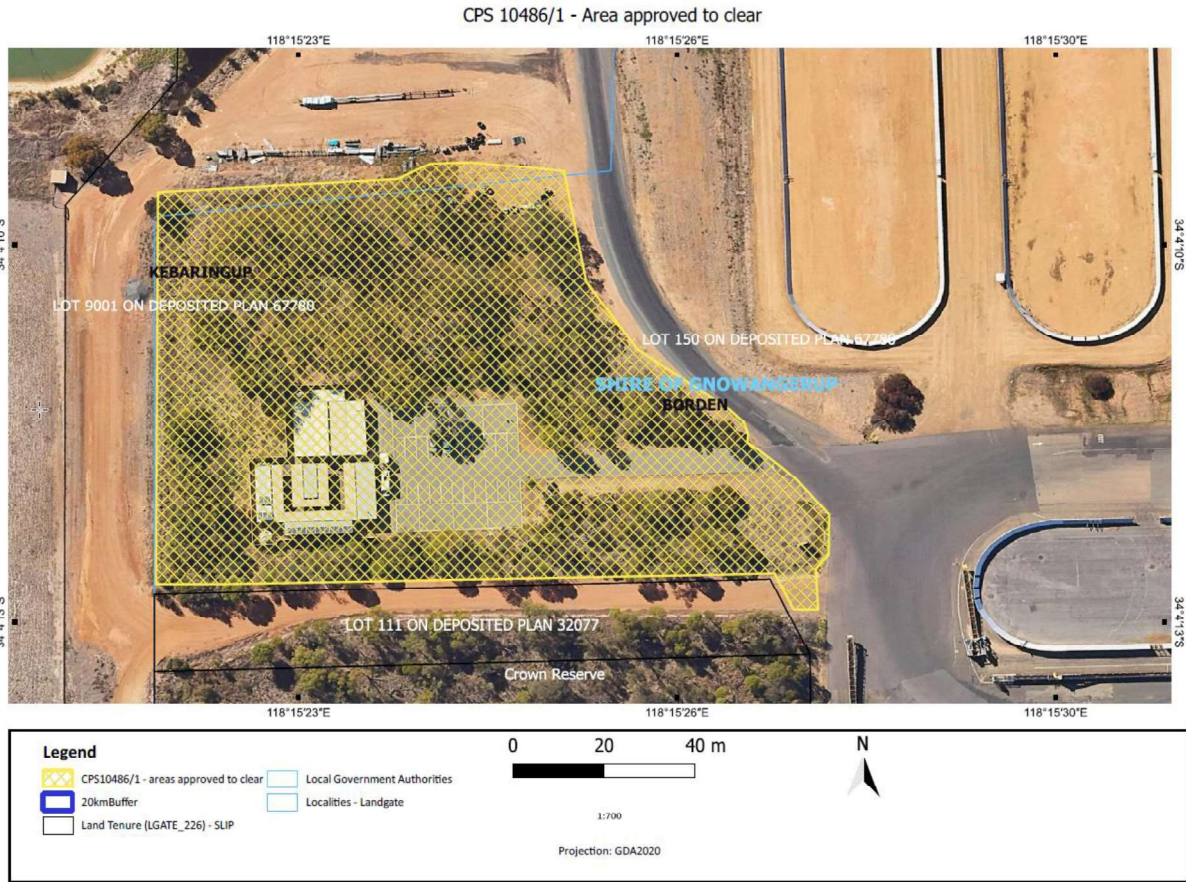 CPS 10486/1 - Area approved to clear
118°15'23"E
118°15'26"E
118°15'30"E
34°4'10"S
KEBARINGUP
LOT 9001 ON DEPOSITED PLAN 67780
LOT 150 ON DEPOSITED PLAN 67780
SHIRE OF GNOWANGERUP
BORDEN
34°4'13"S
LOT 111 ON DEPOSITED PLAN 32077
Crown Reserve
118°15'23"E
118°15'26"E
118°15'30"E
Legend
CPS10486/1 - areas approved to clear
20kmBuffer
Land Tenure (LGATE_226) - SLIP
Local Government Authorities
Localities - Landgate
0 20 40 m
1:700
Projection: GDA2020
N